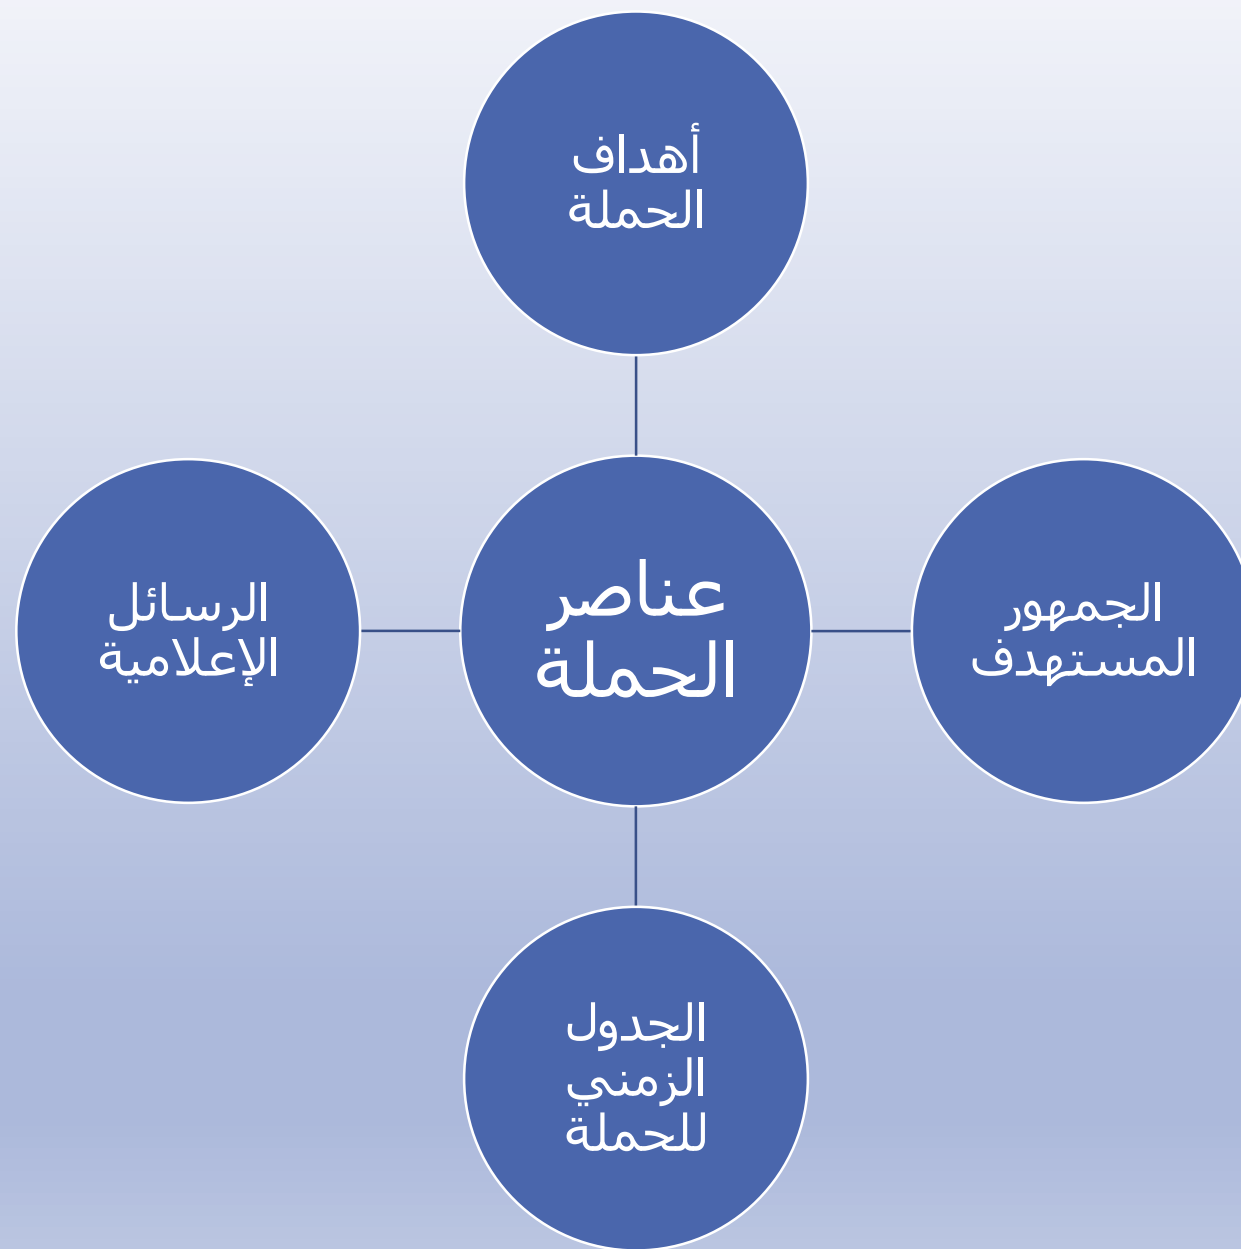 أهداف
الحملة
الجمهور
المستهدف
عناصر
الحملة
الرسائل
الإعلامية
الجدول
الزمني
للحملة